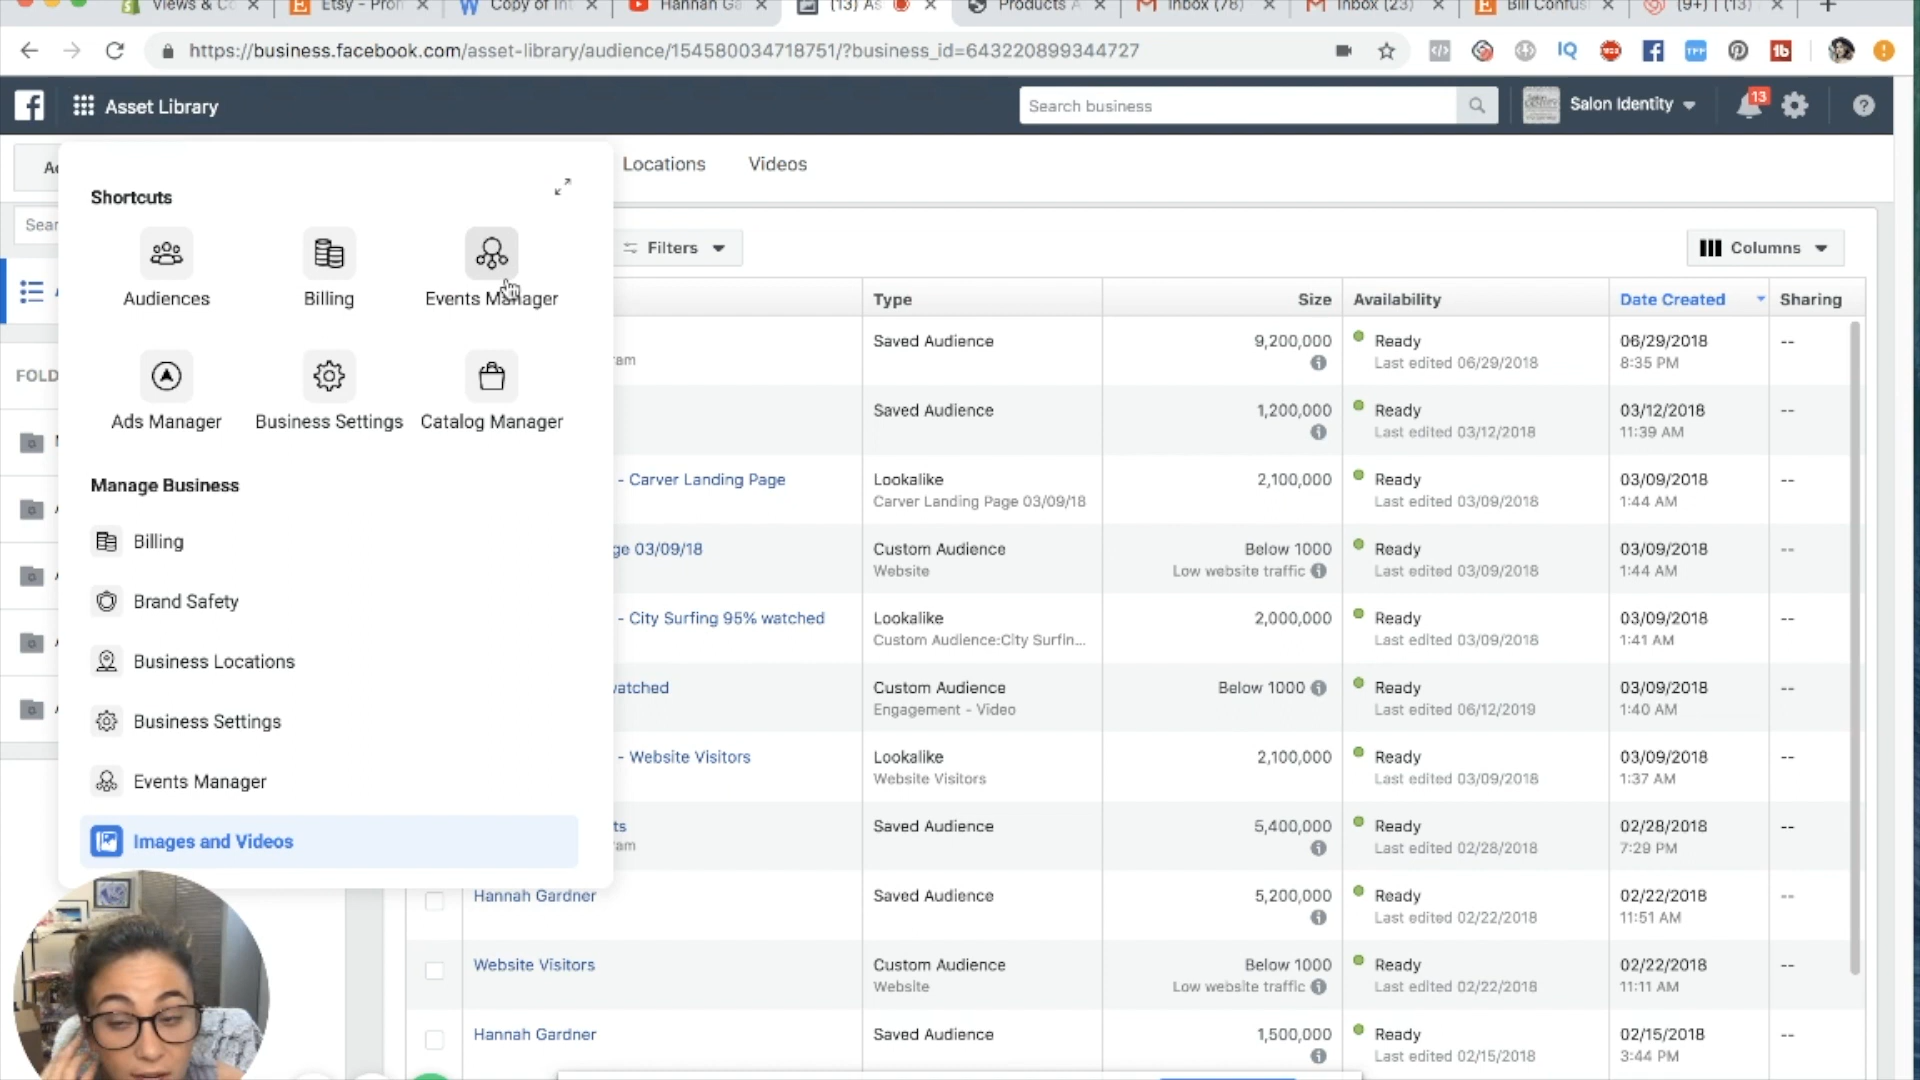 Views & C
Etsy - Pron
Copy of Int
Hannah Ga
(13) As
Products A
Inbox (78)
Inbox (23)
Bill Confus
(9+) | (13)
https://business.facebook.com/asset-library/audience/154580034718751/?business_id=643220899344727
Asset Library
Search business
Salon Identity
13
Locations
Videos
Shortcuts
Audiences
Billing
Events Manager
Ads Manager
Business Settings
Catalog Manager
Manage Business
Billing
Brand Safety
Business Locations
Business Settings
Events Manager
Images and Videos
Sear
FOLD
Filters
Columns
Type
Size
Availability
Date Created
Sharing
ram
Saved Audience
9,200,000
Ready
Last edited 06/29/2018
06/29/2018
8:35 PM
--
Saved Audience
1,200,000
Ready
Last edited 03/12/2018
03/12/2018
11:39 AM
--
- Carver Landing Page
Lookalike
Carver Landing Page 03/09/18
2,100,000
Ready
Last edited 03/09/2018
03/09/2018
1:44 AM
--
ge 03/09/18
Custom Audience
Website
Below 1000
Low website traffic
Ready
Last edited 03/09/2018
03/09/2018
1:44 AM
--
- City Surfing 95% watched
Lookalike
Custom Audience:City Surfin...
2,000,000
Ready
Last edited 03/09/2018
03/09/2018
1:41 AM
--
watched
Custom Audience
Engagement - Video
Below 1000
Ready
Last edited 06/12/2019
03/09/2018
1:40 AM
--
- Website Visitors
Lookalike
Website Visitors
2,100,000
Ready
Last edited 03/09/2018
03/09/2018
1:37 AM
--
ts
ram
Saved Audience
5,400,000
Ready
Last edited 02/28/2018
02/28/2018
7:29 PM
--
Hannah Gardner
Saved Audience
5,200,000
Ready
Last edited 02/22/2018
02/22/2018
11:51 AM
--
Website Visitors
Custom Audience
Website
Below 1000
Low website traffic
Ready
Last edited 02/22/2018
02/22/2018
11:11 AM
--
Hannah Gardner
Saved Audience
1,500,000
Ready
Last edited 02/15/2018
02/15/2018
3:44 PM
--